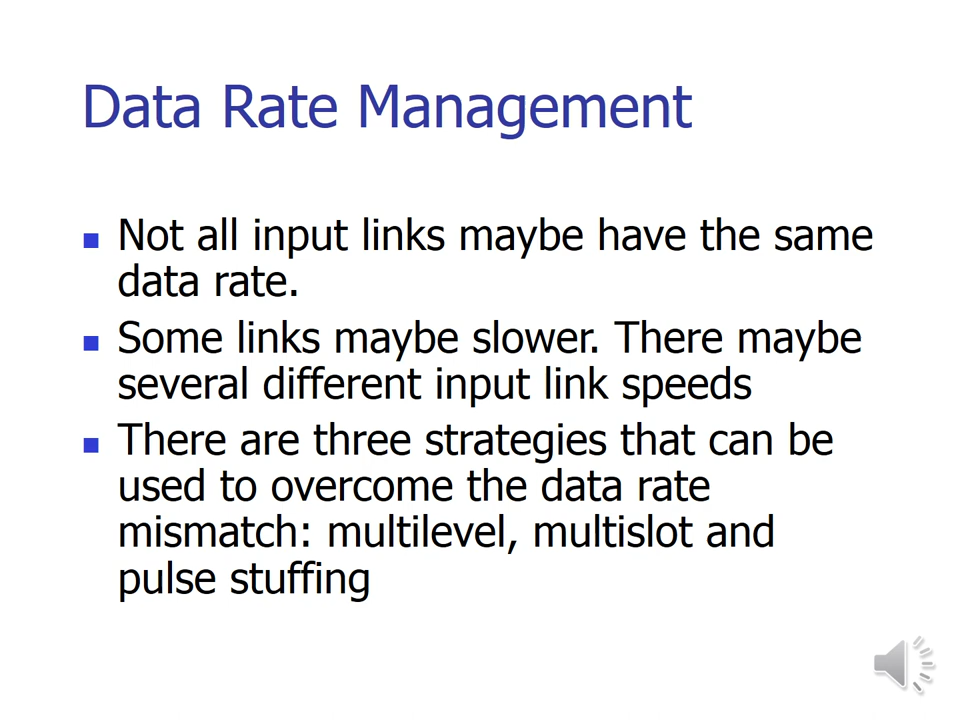 Data Rate Management
Not all input links maybe have the same
data rate.
Some links maybe slower. There maybe
several different input link speeds
There are three strategies that can be
used to overcome the data rate
mismatch: multilevel, multislot and
pulse stuffing